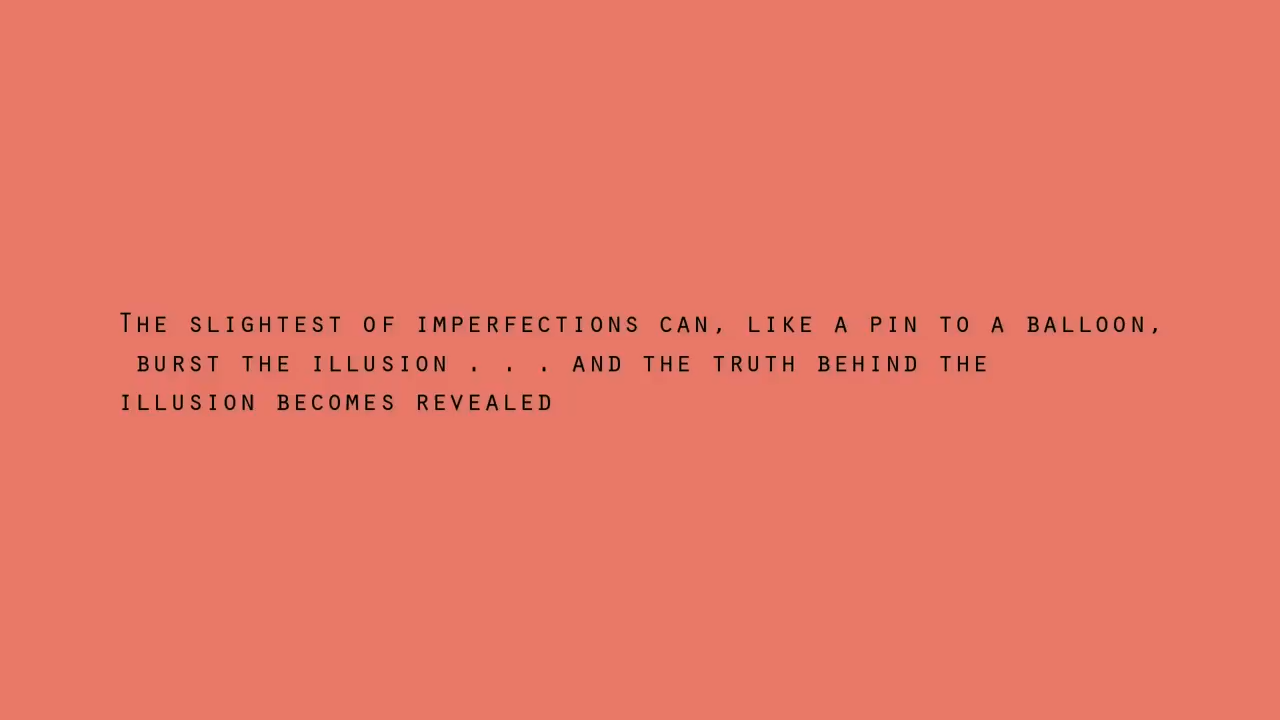 The slightest of imperfections can, like a pin to a balloon,
burst the illusion . . . and the truth behind the
illusion becomes revealed